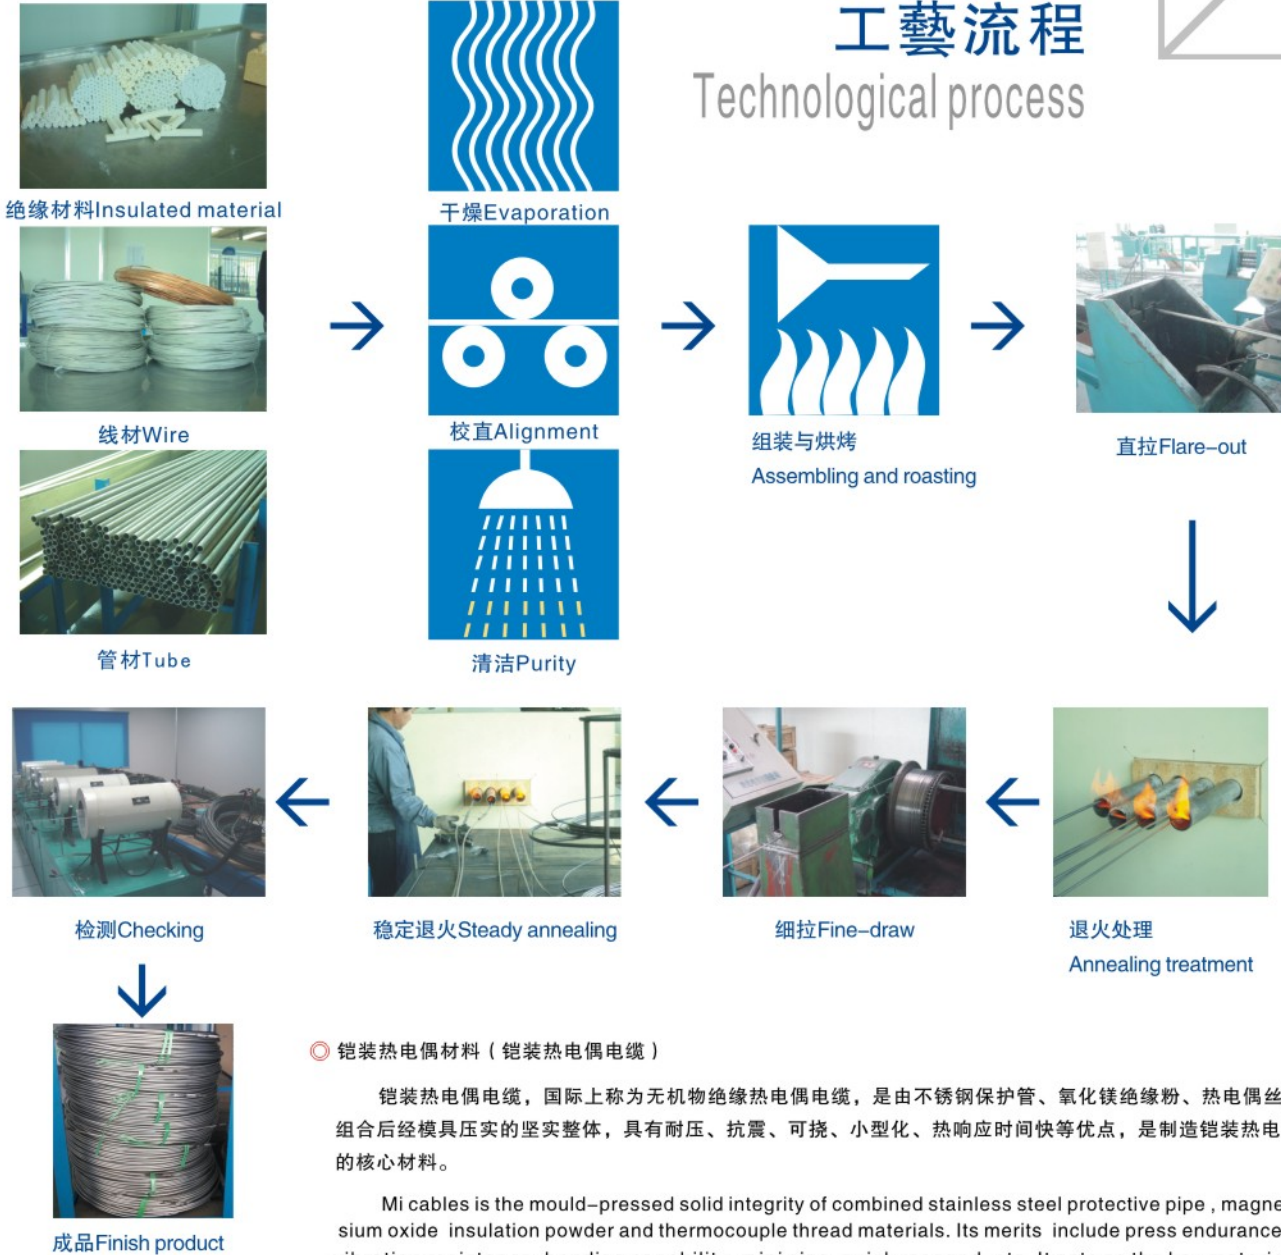 工藝流程
Technological process
绝缘材料Insulated material
干燥Evaporation
线材Wire
校直Alignment
组装与烘烤
Assembling and roasting
直拉Flare-out
管材Tube
清洁Purity
检测Checking
稳定退火Steady annealing
细拉Fine-draw
退火处理
Annealing treatment
成品Finish product
◎ 铠装热电偶材料（铠装热电偶电缆）
铠装热电偶电缆，国际上称为无机物绝缘热电偶电缆，是由不锈钢保护管、氧化镁绝缘粉、热电偶丝
组合后经模具压实的坚实整体，具有耐压、抗震、可挠、小型化、热响应时间快等优点，是制造铠装热电
的核心材料。
Mi cables is the mould-pressed solid integrity of combined stainless steel protective pipe , magne
sium oxide insulation powder and thermocouple thread materials. Its merits include press endurance